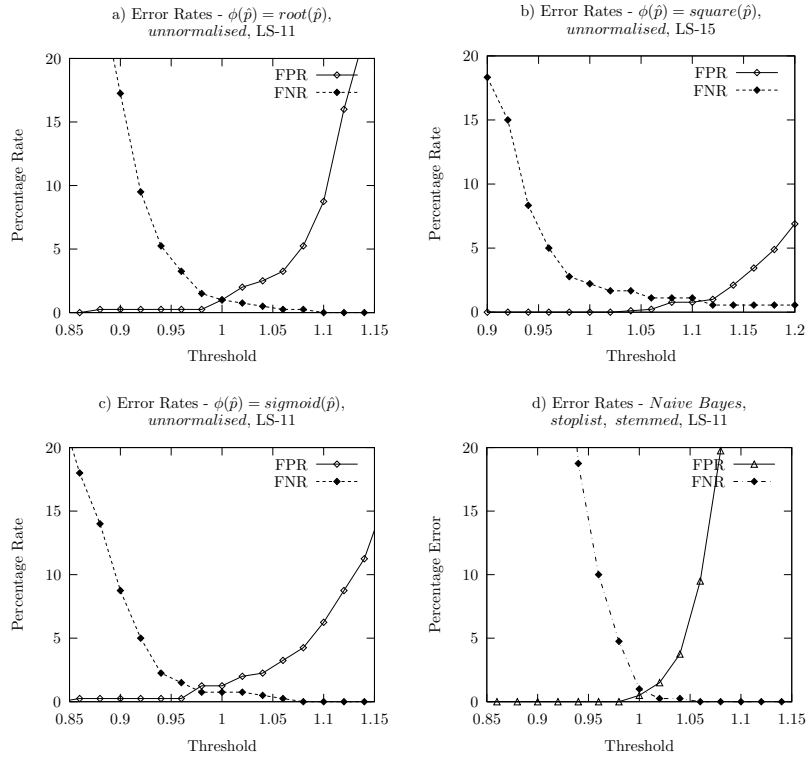 a) Error Rates - ϕ(p̂) = root(p̂),
unnormalised, LS-11
20
15
10
5
0
0.85 0.9 0.95 1 1.05 1.1 1.15
Percentage Rate
Threshold
FPR
FNR
b) Error Rates - ϕ(p̂) = square(p̂),
unnormalised, LS-15
20
15
10
5
0
0.9 0.95 1 1.05 1.1 1.15 1.2
Percentage Rate
Threshold
FPR
FNR
c) Error Rates - ϕ(p̂) = sigmoid(p̂),
unnormalised, LS-11
20
15
10
5
0
0.85 0.9 0.95 1 1.05 1.1 1.15
Percentage Rate
Threshold
FPR
FNR
d) Error Rates - Naive Bayes,
stoplist, stemmed, LS-11
20
15
10
5
0
0.85 0.9 0.95 1 1.05 1.1 1.15
Percentage Error
Threshold
FPR
FNR